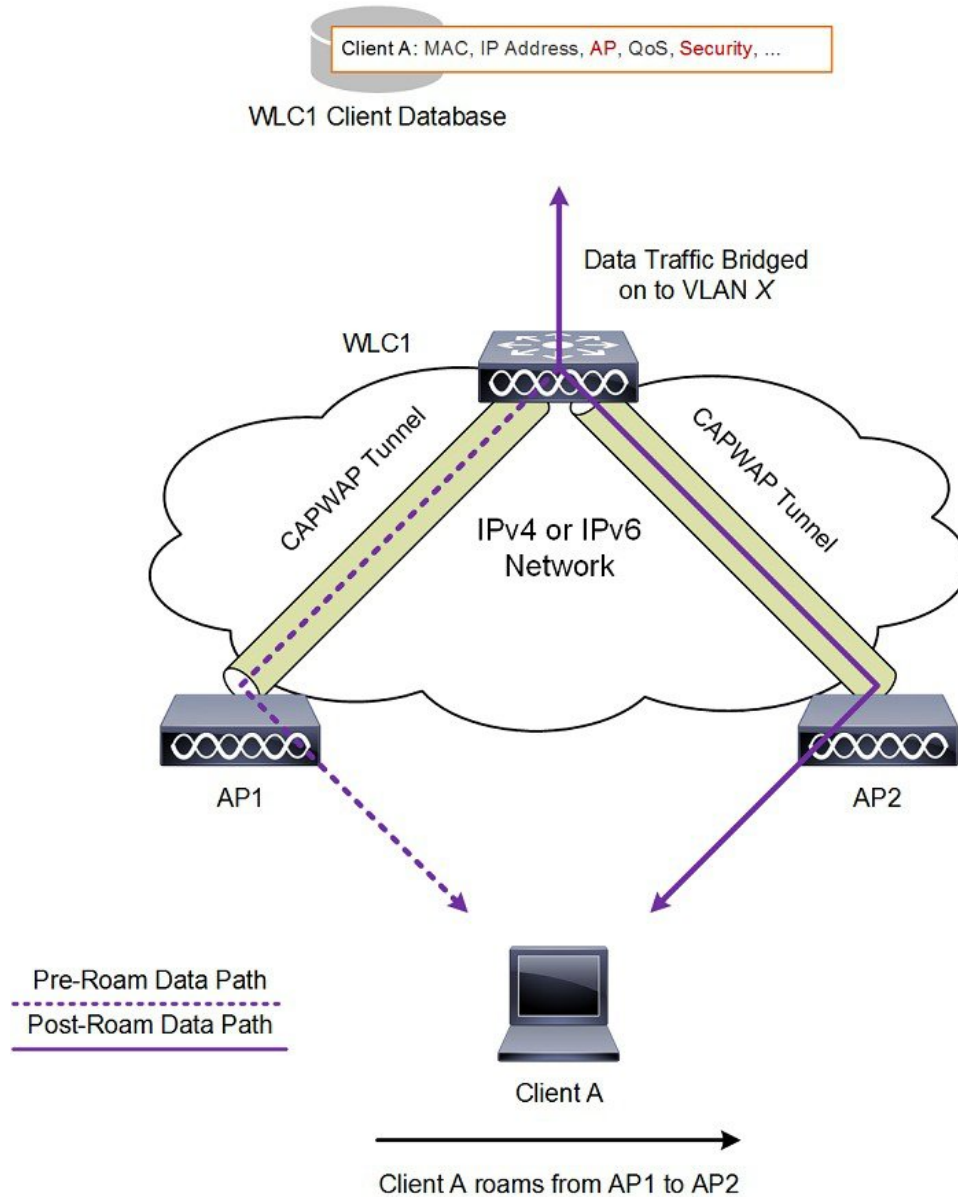 Client A: MAC, IP Address, AP, QoS, Security, ...
WLC1 Client Database
Data Traffic Bridged
on to VLAN X
WLC1
CAPWAP Tunnel
CAPWAP Tunnel
IPv4 or IPv6
Network
AP1
AP2
Pre-Roam Data Path
Post-Roam Data Path
Client A
Client A roams from AP1 to AP2